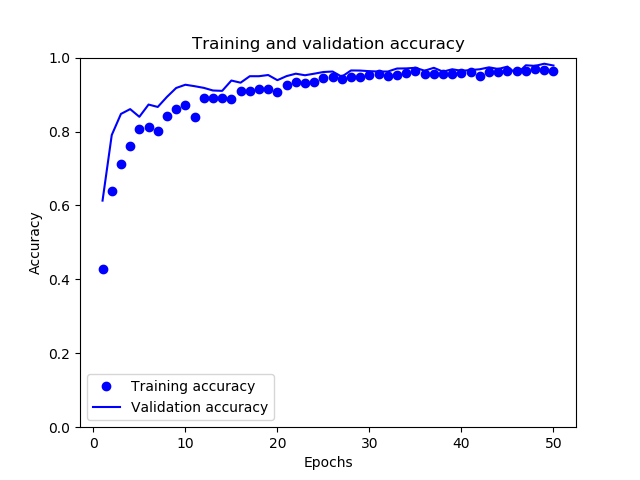 Training and validation accuracy
1.0
0.8
0.6
0.4
0.2
0.0
Accuracy
Training accuracy
Validation accuracy
0 10 20 30 40 50
Epochs